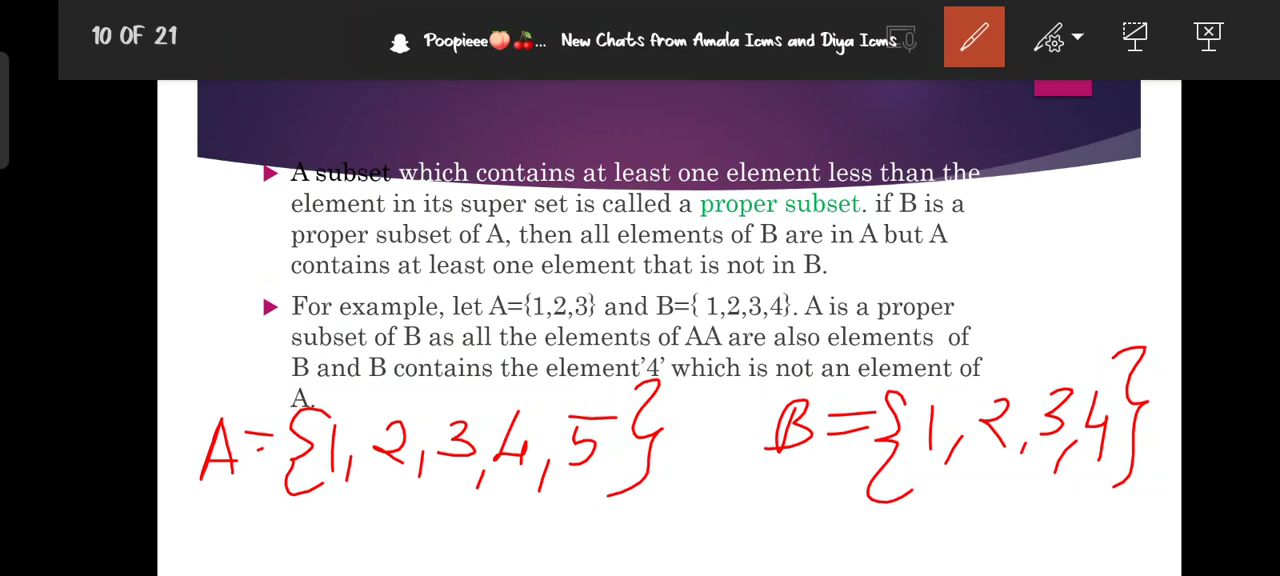 10 OF 21
Poopieee🍑🍒... New Chats from Amala Icms and Diya Icms
A subset which contains at least one element less than the
element in its super set is called a proper subset. if B is a
proper subset of A, then all elements of B are in A but A
contains at least one element that is not in B.
For example, let A={1,2,3} and B={ 1,2,3,4}. A is a proper
subset of B as all the elements of AA are also elements of
B and B contains the element’4’ which is not an element of
A.
A={1,2,3,4,5} B={1,2,3,4}